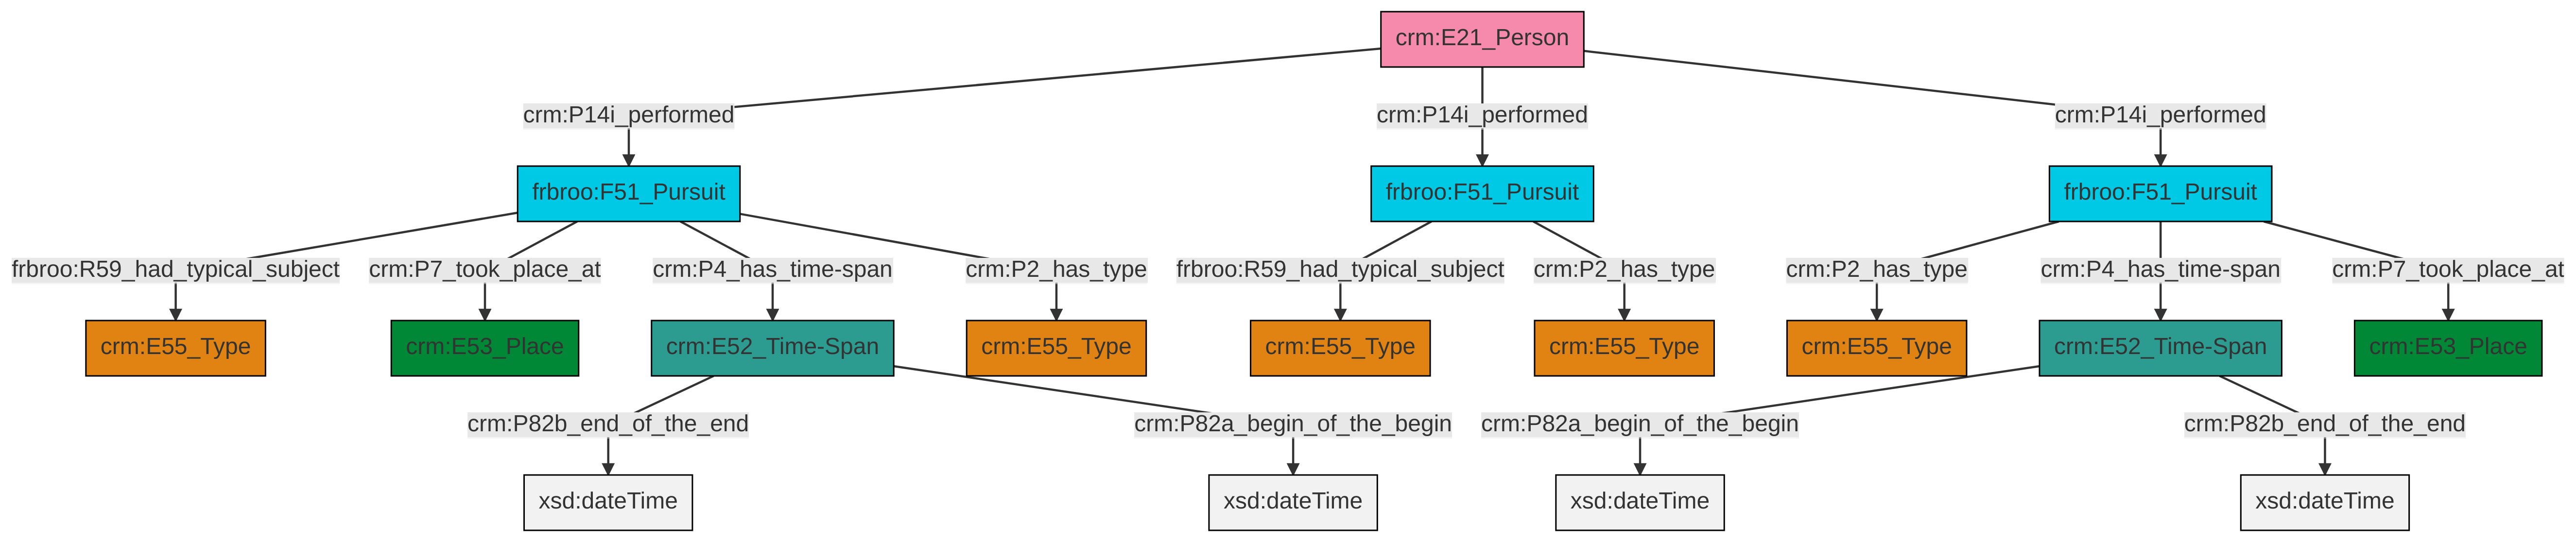 crm:E21_Person
crm:P14i_performed
crm:P14i_performed
crm:P14i_performed
frbroo:F51_Pursuit
frbroo:F51_Pursuit
frbroo:F51_Pursuit
frbroo:R59_had_typical_subject
crm:P7_took_place_at
crm:P4_has_time-span
crm:P2_has_type
frbroo:R59_had_typical_subject
crm:P2_has_type
crm:P2_has_type
crm:P4_has_time-span
crm:P7_took_place_at
crm:E55_Type
crm:E53_Place
crm:E52_Time-Span
crm:E55_Type
crm:E55_Type
crm:E55_Type
crm:E55_Type
crm:E52_Time-Span
crm:E53_Place
crm:P82b_end_of_the_end
crm:P82a_begin_of_the_begin
crm:P82a_begin_of_the_begin
crm:P82b_end_of_the_end
xsd:dateTime
xsd:dateTime
xsd:dateTime
xsd:dateTime